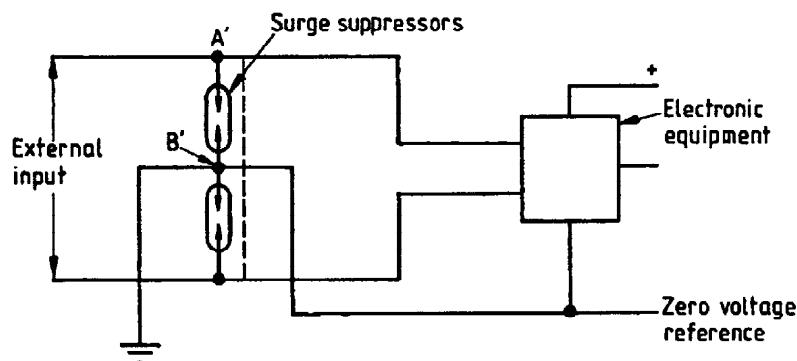 A′
Surge suppressors
+
Electronic
equipment
B′
External
input
Zero voltage
reference